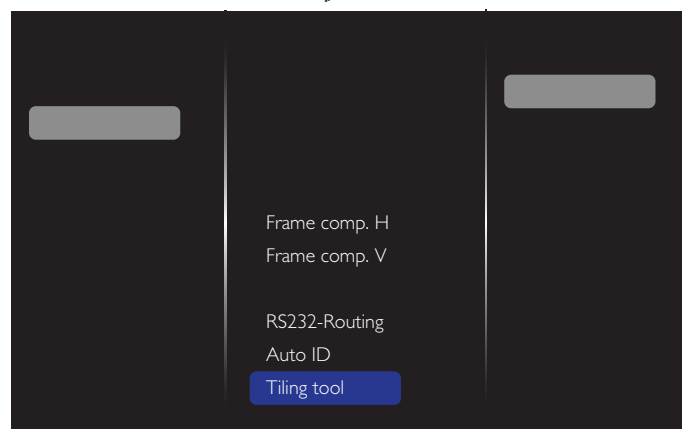 Frame comp. H
Frame comp. V
RS232-Routing
Auto ID
Tiling tool